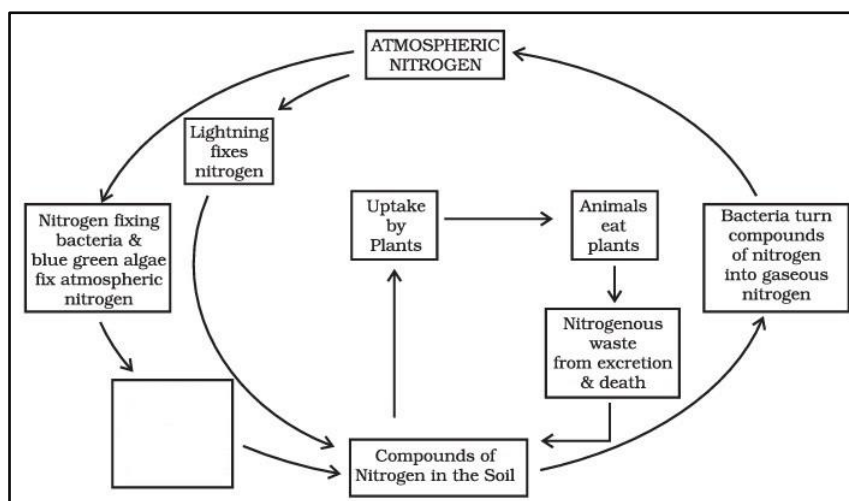 ATMOSPHERIC
NITROGEN
Lightning
fixes
nitrogen
Nitrogen fixing
bacteria &
blue green algae
fix atmospheric
nitrogen
Uptake
by
Plants
Animals
eat
plants
Bacteria turn
compounds
of nitrogen
into gaseous
nitrogen
Nitrogenous
waste
from excretion
& death
Compounds of
Nitrogen in the Soil